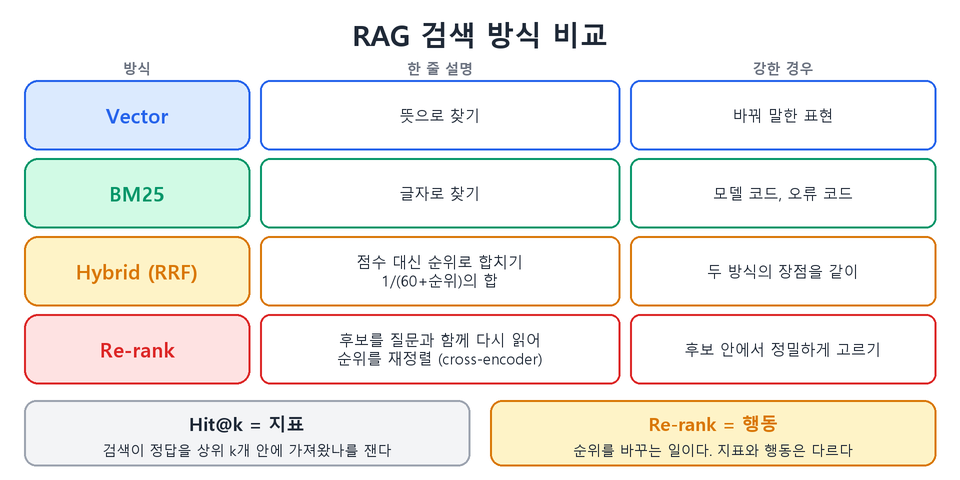 RAG 검색 방식 비교
방식
한 줄 설명
강한 경우
Vector
뜻으로 찾기
바꿔 말한 표현
BM25
글자로 찾기
모델 코드, 오류 코드
Hybrid (RRF)
점수 대신 순위로 합치기
1/(60+순위)의 합
두 방식의 장점을 같이
Re-rank
후보를 질문과 함께 다시 읽어
순위를 재정렬 (cross-encoder)
후보 안에서 정밀하게 고르기
Hit@k = 지표
검색이 정답을 상위 k개 안에 가져왔나를 잰다
Re-rank = 행동
순위를 바꾸는 일이다. 지표와 행동은 다르다